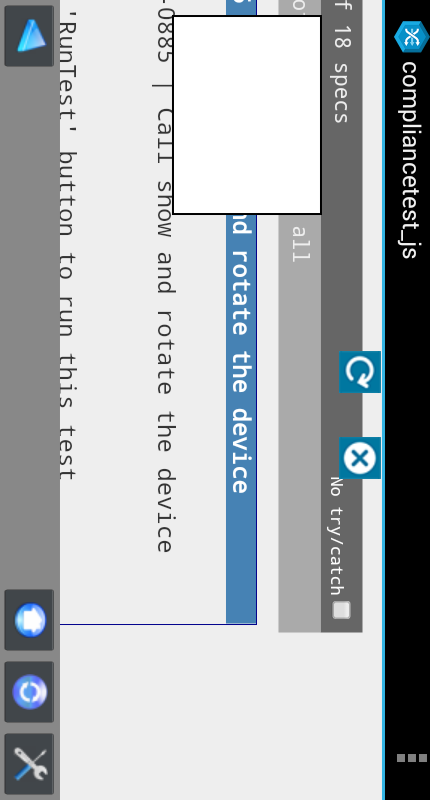 compliancetest_js
18 specs
No try/catch
all
rotate the device
-0885 | Call show and rotate the device
'RunTest' button to run this test